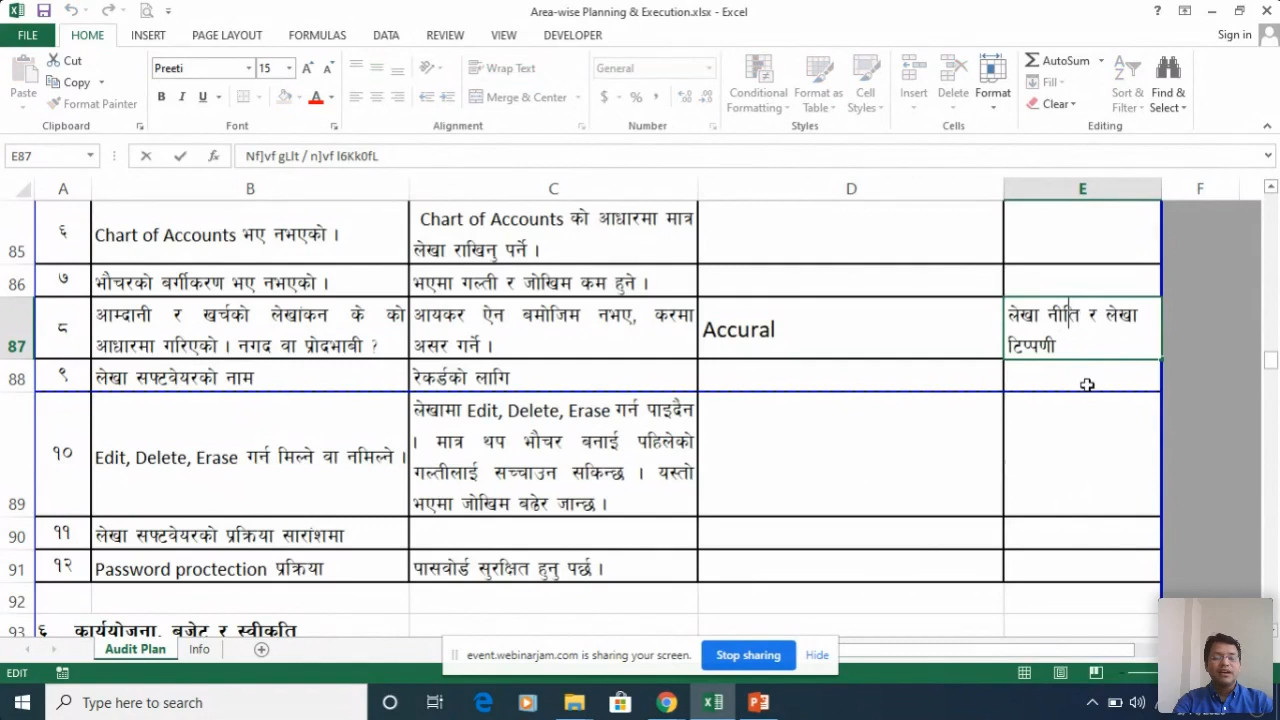 Area-wise Planning & Execution.xlsx - Excel
FILE HOME INSERT PAGE LAYOUT FORMULAS DATA REVIEW VIEW DEVELOPER Sign in
Cut
Copy
Format Painter
Paste
Clipboard
Preeti 15
B I U
Font
Wrap Text
Merge & Center
Alignment
General
$ % ,
Number
Conditional Formatting
Format as Table
Cell Styles
Styles
Insert Delete Format
Cells
AutoSum
Fill
Clear
Sort & Filter
Find & Select
Editing
E87 Nf]vf gLlt / n]vf l6Kk0fL
A B C D E F
85 ६ Chart of Accounts भए नभएको । Chart of Accounts को आधारमा मात्र
लेखा राखिनु पर्ने ।
86 ७ भौचरको बर्गीकरण भए नभएको । भएमा गल्ती र जोखिम कम हुने ।
87 ८ आम्दानी र खर्चको लेखांकन के को आयकर ऐन बमोजिम नभए, करमा Accural लेखा नीति र लेखा
आधारमा गरिएको । नगद वा प्रोदभावी ? असर गर्ने । टिप्पणी
88 ९ लेखा सफ्टवेयरको नाम रेकर्डको लागि
89 १० Edit, Delete, Erase गर्न मिल्ने वा नमिल्ने । लेखामा Edit, Delete, Erase गर्न पाइदैन
। मात्र थप भौचर बनाई पहिलेको
गल्तीलाई सच्चाउन सकिन्छ । यस्तो
भएमा जोखिम बढेर जान्छ ।
90 ११ लेखा सफ्टवेयरको प्रक्रिया सारांशमा
91 १२ Password proctection प्रक्रिया पासवोर्ड सुरक्षित हुनु पर्छ ।
92
93 ६ कार्ययोजना, बजेट र स्वीकृति
Audit Plan Info
event.webinarjam.com is sharing your screen. Stop sharing Hide
EDIT
Type here to search